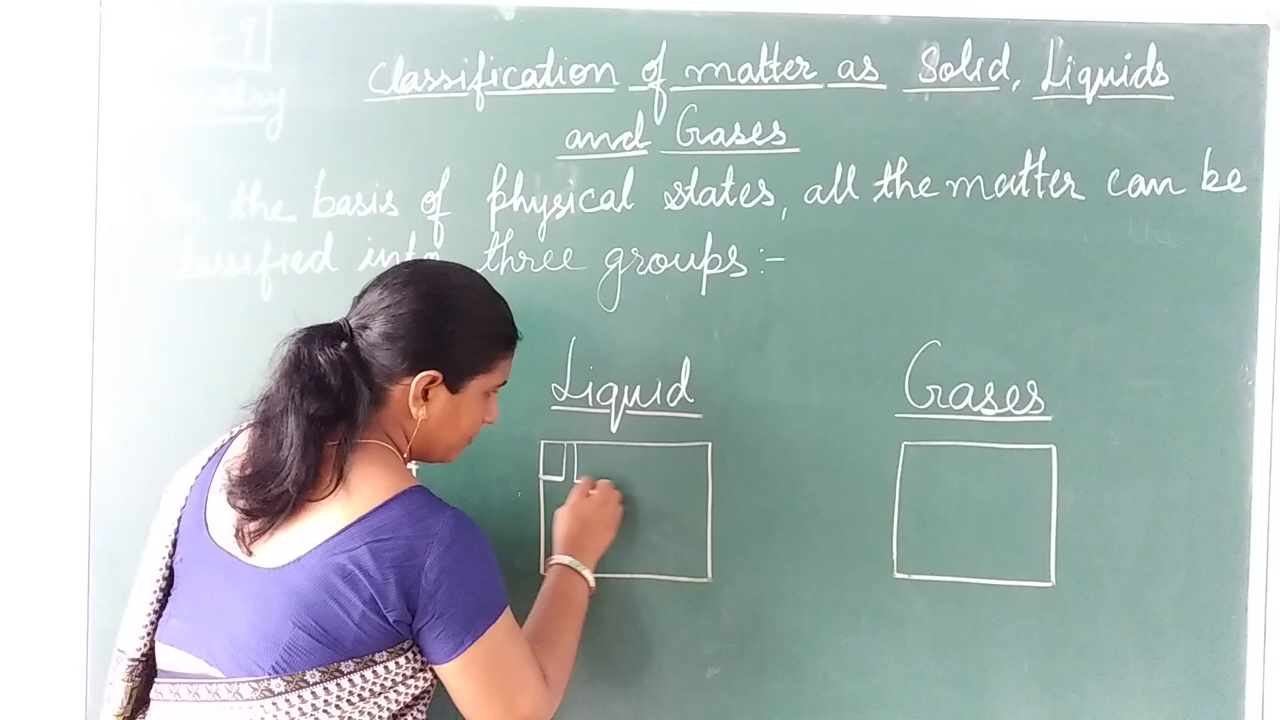 9
Classification of matter as Solid, Liquids
and Gases
the basis of physical states, all the matter can be
classified into three groups:-
Liquid
Gases